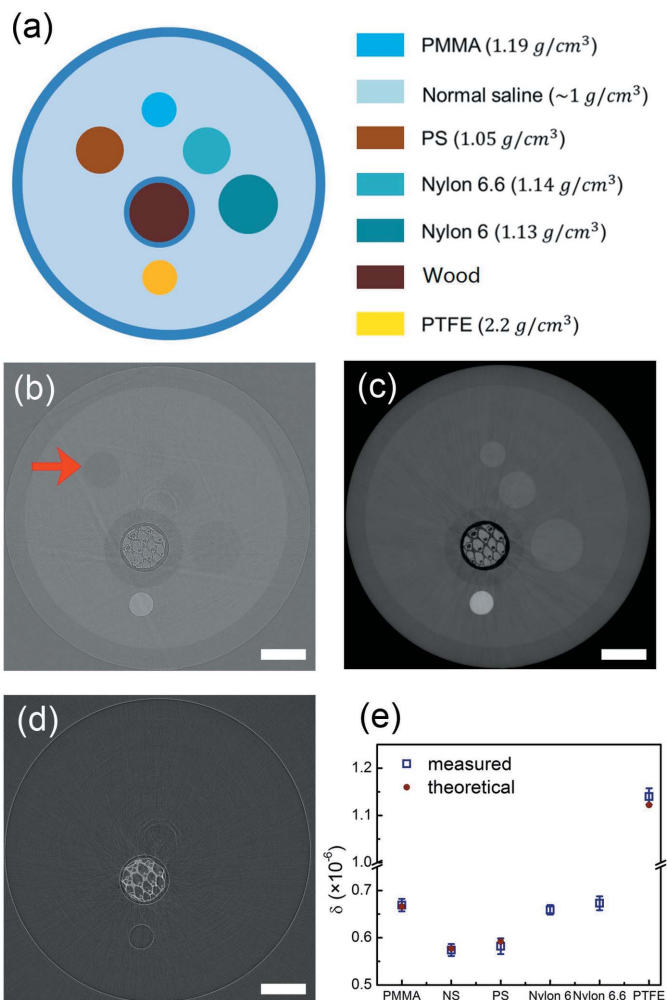 (a)
PMMA (1.19 g/cm³)
Normal saline (~1 g/cm³)
PS (1.05 g/cm³)
Nylon 6.6 (1.14 g/cm³)
Nylon 6 (1.13 g/cm³)
Wood
PTFE (2.2 g/cm³)
(b)
(c)
(d)
(e)
measured
theoretical
δ (×10⁻⁶)
1.2
1.1
1.0
0.7
0.6
0.5
PMMA NS PS Nylon 6 Nylon 6.6 PTFE